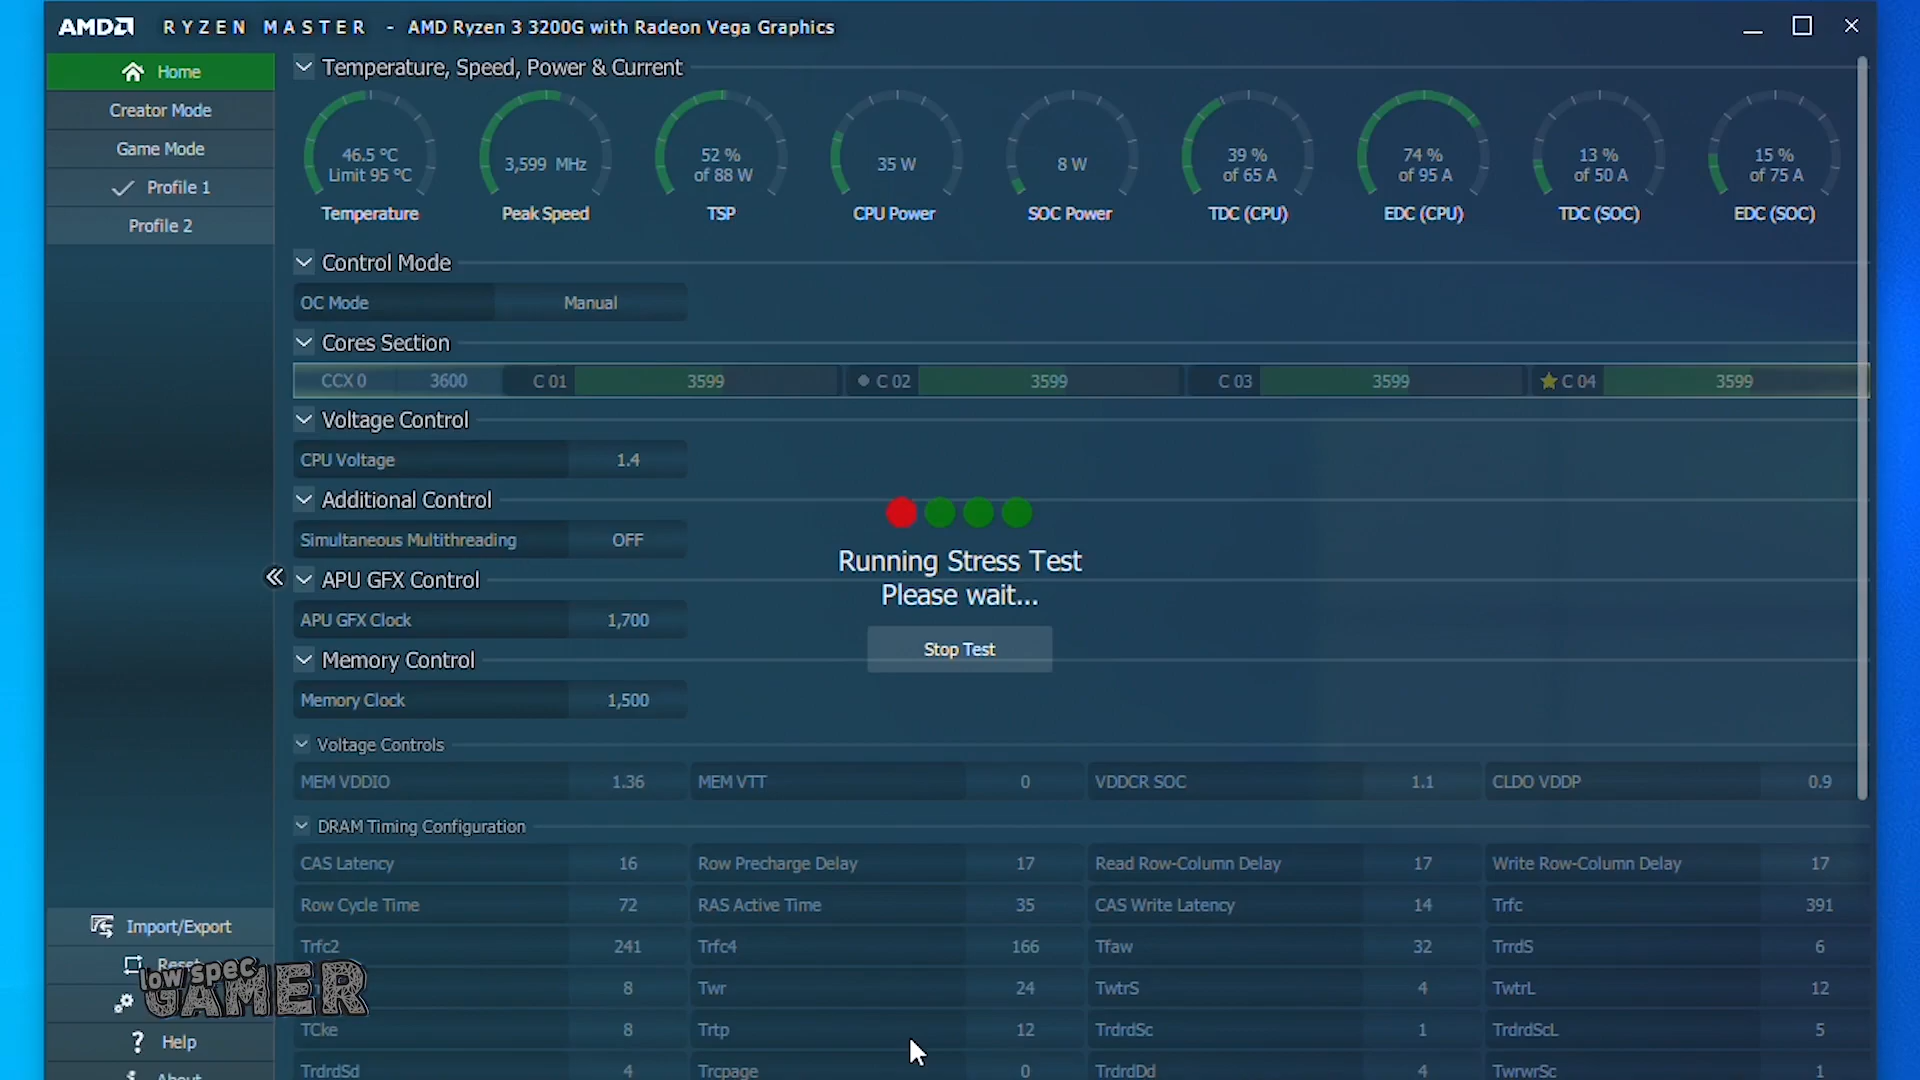 AMD RYZEN MASTER - AMD Ryzen 3 3200G with Radeon Vega Graphics
Home
Creator Mode
Game Mode
Profile 1
Profile 2
Temperature, Speed, Power & Current
46.5 °C
Limit 95 °C
Temperature
3,599 MHz
Peak Speed
52 %
of 88 W
TSP
35 W
CPU Power
8 W
SOC Power
39 %
of 65 A
TDC (CPU)
74 %
of 95 A
EDC (CPU)
13 %
of 50 A
TDC (SOC)
15 %
of 75 A
EDC (SOC)
Control Mode
OC Mode Manual
Cores Section
CCX 0 3600 C 01 3599 C 02 3599 C 03 3599 C 04 3599
Voltage Control
CPU Voltage 1.4
Additional Control
Simultaneous Multithreading OFF
APU GFX Control
APU GFX Clock 1,700
Memory Control
Memory Clock 1,500
Running Stress Test
Please wait...
Stop Test
Voltage Controls
MEM VDDIO 1.36 MEM VTT 0 VDDCR SOC 1.1 CLDO VDDP 0.9
DRAM Timing Configuration
CAS Latency 16 Row Precharge Delay 17 Read Row-Column Delay 17 Write Row-Column Delay 17
Row Cycle Time 72 RAS Active Time 35 CAS Write Latency 14 Trfc 391
Trfc2 241 Trfc4 166 Tfaw 32 TrrdS 6
8 Twr 24 TwtrS 4 TwtrL 12
TCke 8 Trtp 12 TrdrdSc 1 TrdrdScL 5
TrdrdSd 4 Trcpage 0 TrdrdDd 4 TwrwrSc 1
Import/Export
Reset
low spec
GAMER
Help
About